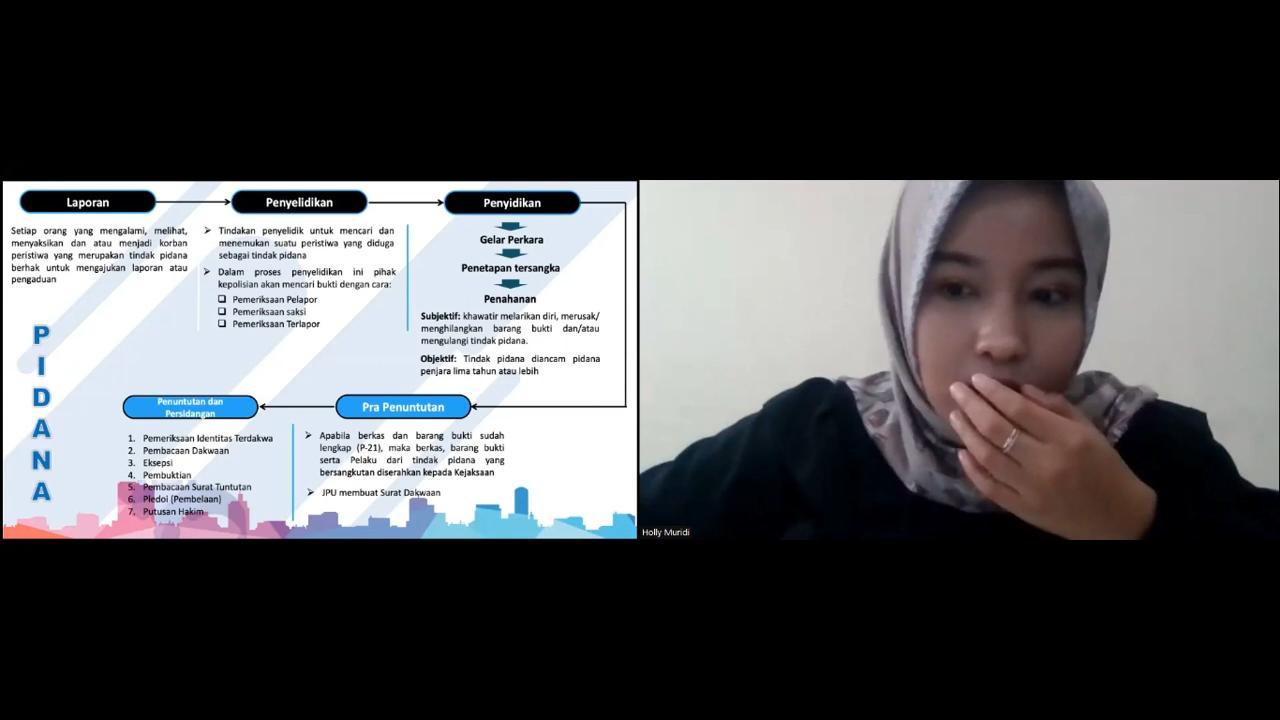 Laporan
Setiap orang yang mengalami, melihat,
menyaksikan dan atau menjadi korban
peristiwa yang merupakan tindak pidana
berhak untuk mengajukan laporan atau
pengaduan
Penyelidikan
➢ Tindakan penyelidik untuk mencari dan
menemukan suatu peristiwa yang diduga
sebagai tindak pidana
➢ Dalam proses penyelidikan ini pihak
kepolisian akan mencari bukti dengan cara:
❑ Pemeriksaan Pelapor
❑ Pemeriksaan saksi
❑ Pemeriksaan Terlapor
Penyidikan
Gelar Perkara
Penetapan tersangka
Penahanan
Subjektif: khawatir melarikan diri, merusak/
menghilangkan barang bukti dan/atau
mengulangi tindak pidana.
Objektif: Tindak pidana diancam pidana
penjara lima tahun atau lebih
Pra Penuntutan
➢ Apabila berkas dan barang bukti sudah
lengkap (P-21), maka berkas, barang bukti
serta Pelaku dari tindak pidana yang
bersangkutan diserahkan kepada Kejaksaan
➢ JPU membuat Surat Dakwaan
Penuntutan dan
Persidangan
1. Pemeriksaan Identitas Terdakwa
2. Pembacaan Dakwaan
3. Eksepsi
4. Pembuktian
5. Pembacaan Surat Tuntutan
6. Pledoi (Pembelaan)
7. Putusan Hakim
PIDANA
Holly Muridi